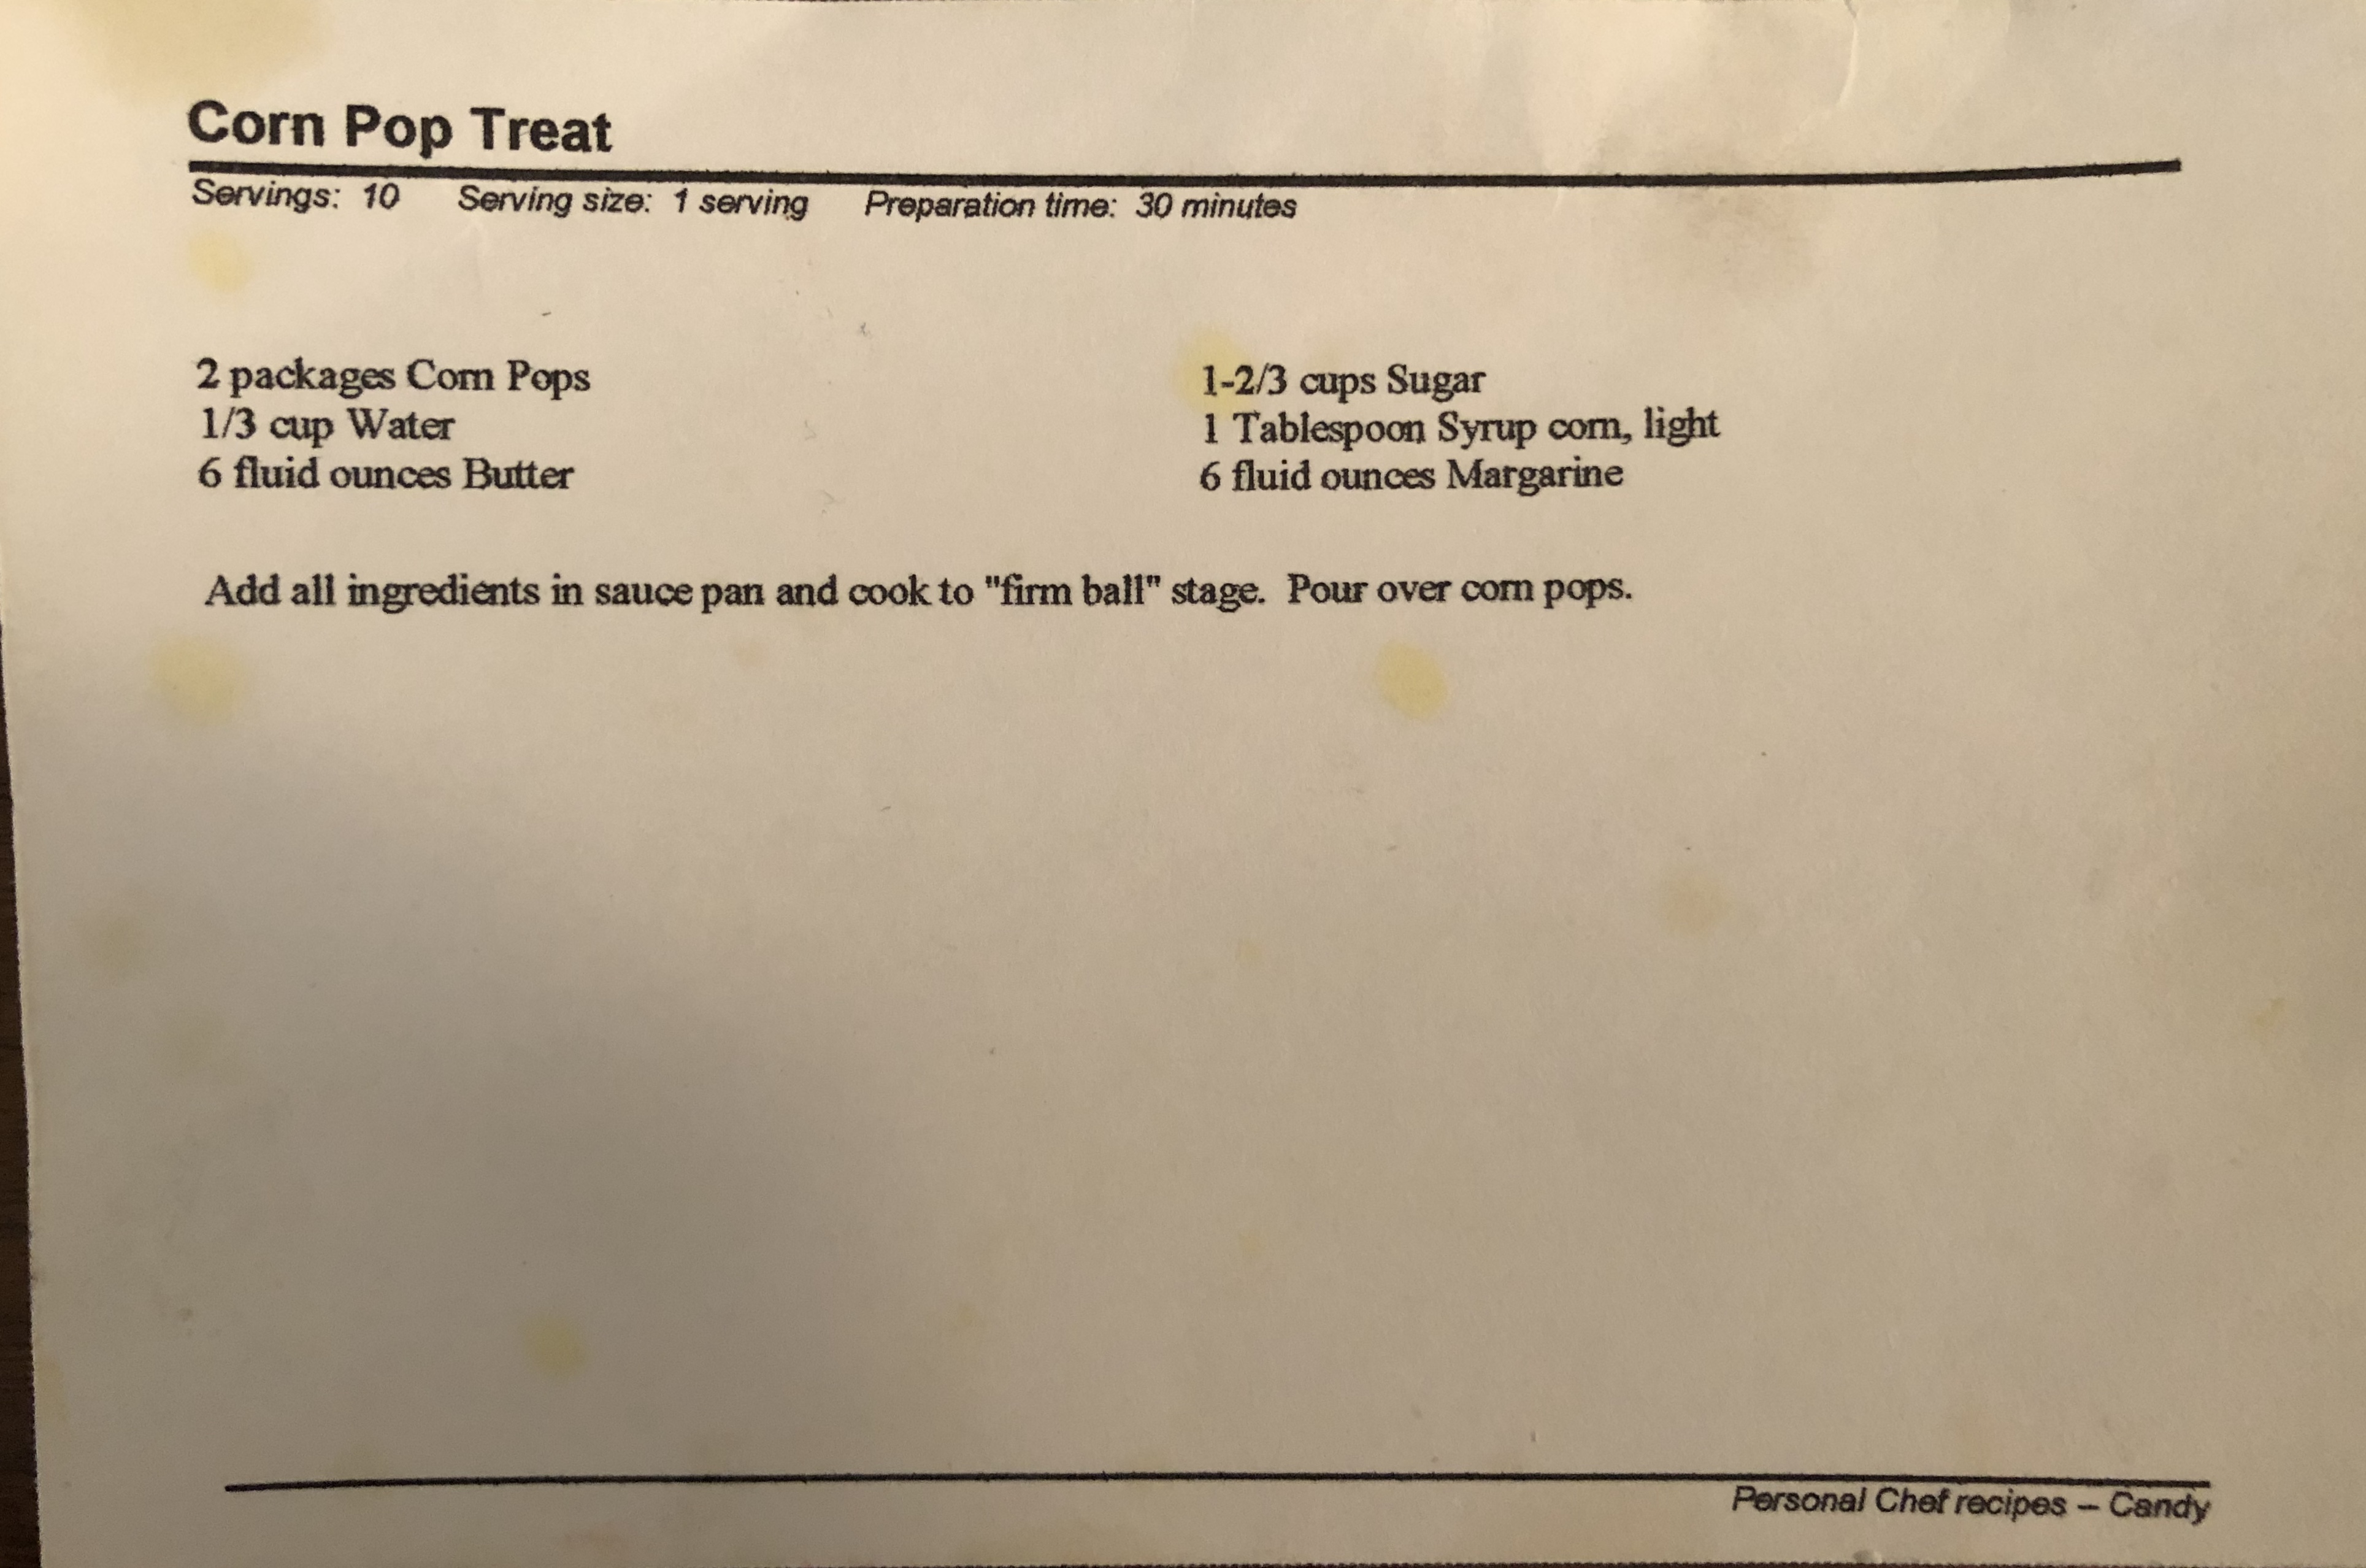 Corn Pop Treat
Servings: 10 Serving size: 1 serving Preparation time: 30 minutes
2 packages Corn Pops
1/3 cup Water
6 fluid ounces Butter
1-2/3 cups Sugar
1 Tablespoon Syrup corn, light
6 fluid ounces Margarine
Add all ingredients in sauce pan and cook to "firm ball" stage. Pour over corn pops.
Personal Chef recipes – Candy